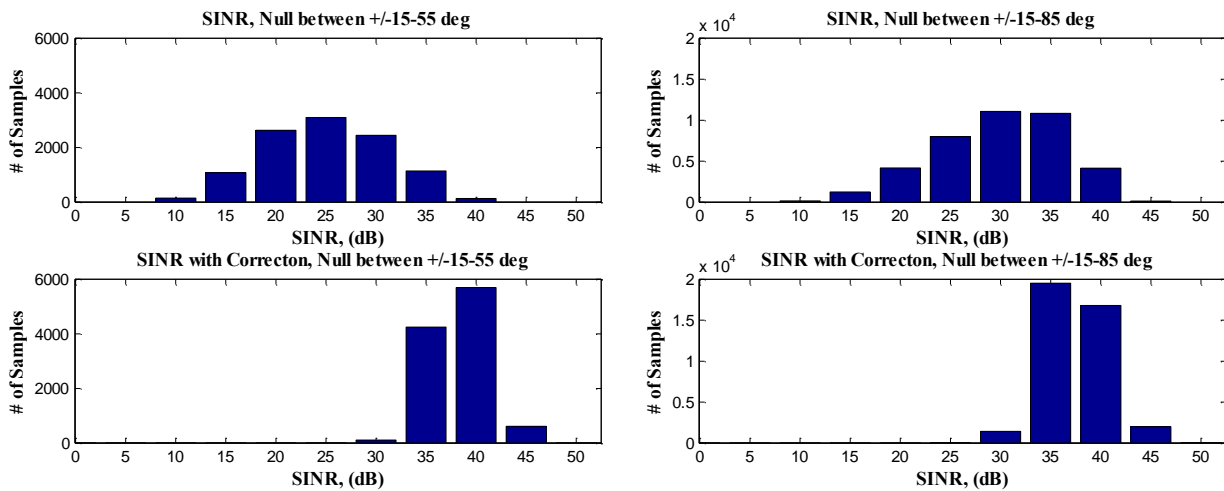 SINR, Null between +/-15-55 deg
6000
4000
2000
0
# of Samples
0 5 10 15 20 25 30 35 40 45 50
SINR, (dB)
SINR, Null between +/-15-85 deg
x 10^4
2
1.5
1
0.5
0
# of Samples
0 5 10 15 20 25 30 35 40 45 50
SINR, (dB)
SINR with Correcton, Null between +/-15-55 deg
6000
4000
2000
0
# of Samples
0 5 10 15 20 25 30 35 40 45 50
SINR, (dB)
SINR with Correcton, Null between +/-15-85 deg
x 10^4
2
1.5
1
0.5
0
# of Samples
0 5 10 15 20 25 30 35 40 45 50
SINR, (dB)